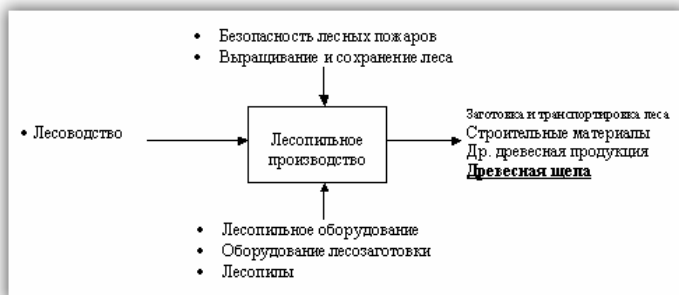 • Безопасность лесных пожаров
• Выращивание и сохранение леса
• Лесоводство
Лесопильное
производство
Заготовка и транспортировка леса
Строительные материалы
Др. древесная продукция
Древесная щепа
• Лесопильное оборудование
• Оборудование лесозаготовки
• Лесопилы